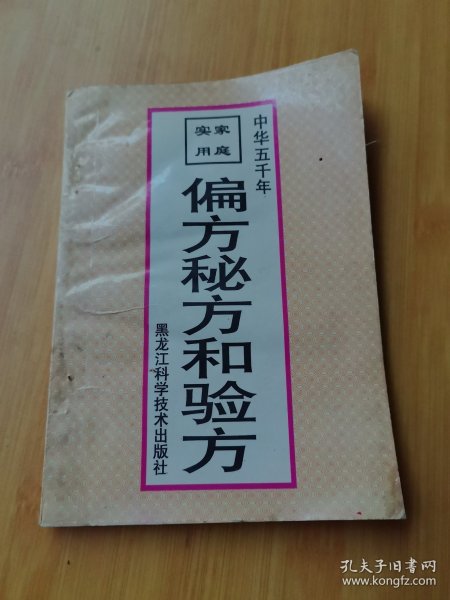 中华五千年
家庭
实用
偏方秘方和验方
黑龙江科学技术出版社
孔夫子旧书网
www.kongfz.com